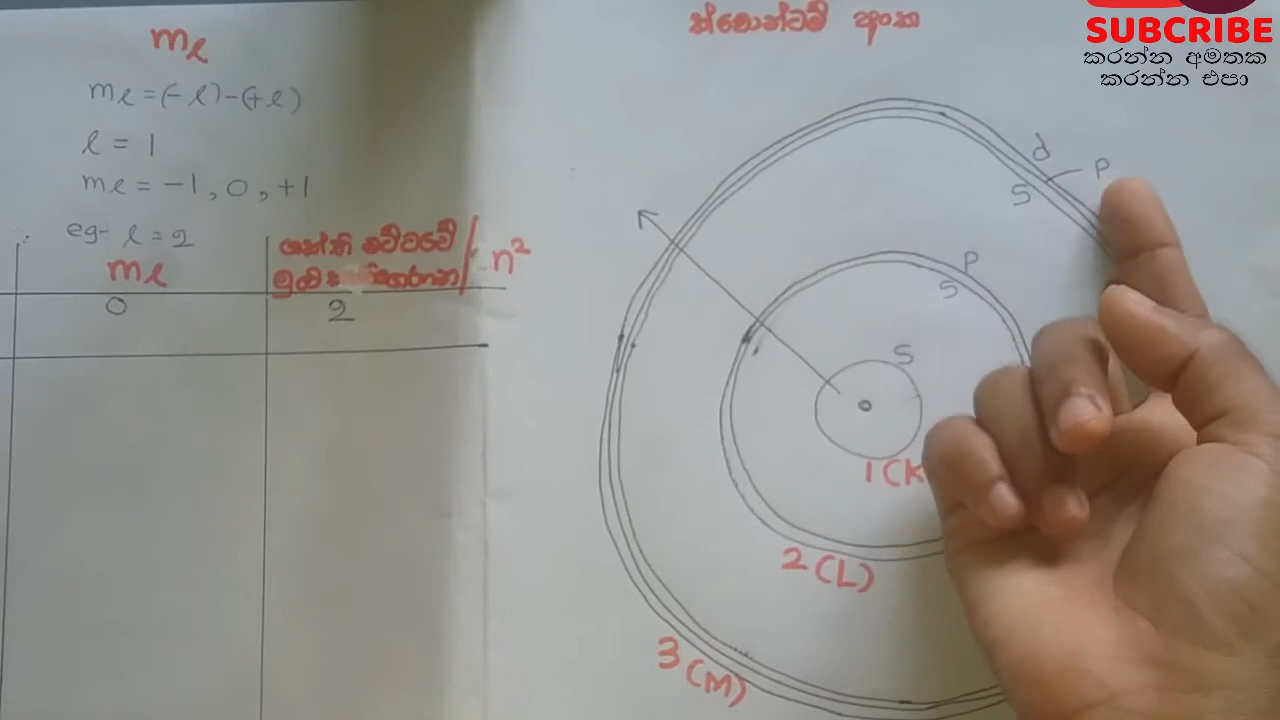 mℓ
mℓ = (-ℓ) - (+ℓ)
ℓ = 1
mℓ = -1, 0, +1
eg- ℓ = 2
mℓ
ශක්ති මට්ටමේ
මුළු / n²
0
2
ක්වොන්ටම් අංක
SUBSCRIBE
කරන්න අමතක
කරන්න එපා
d
P
S
P
S
S
1(K
2(L)
3(M)